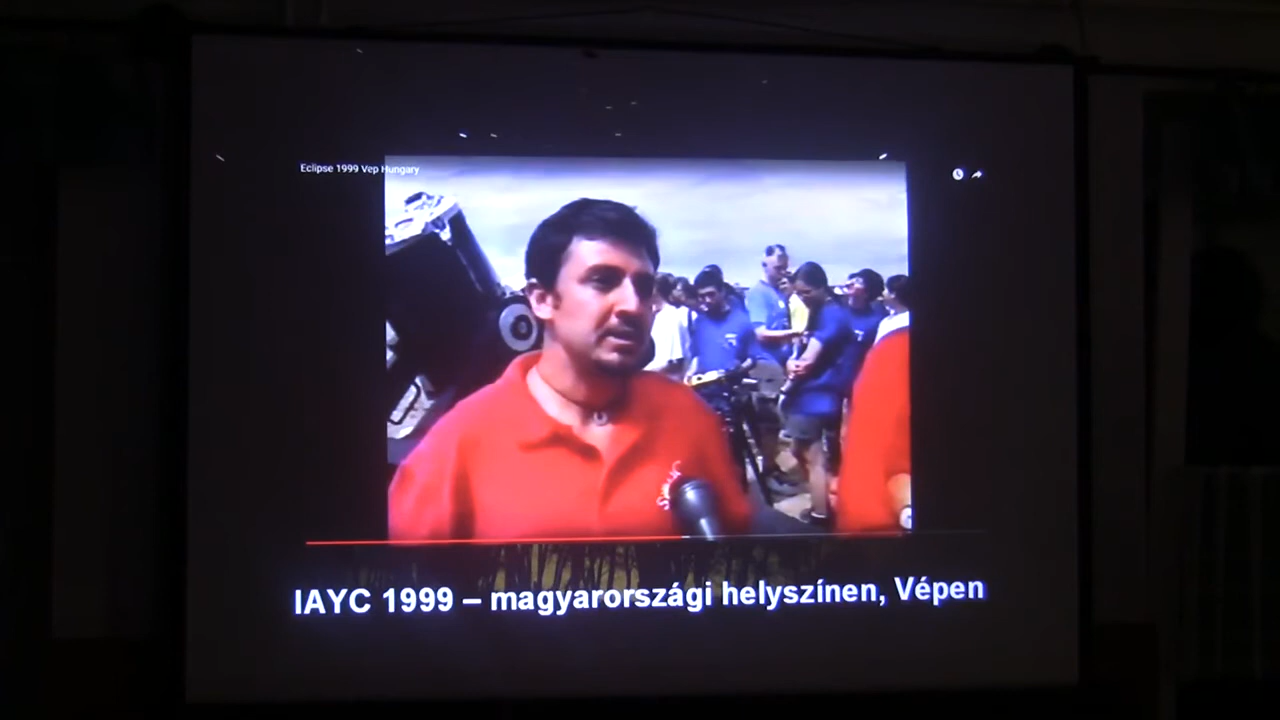 Eclipse 1999 Vep Hungary
IAYC 1999 – magyarországi helyszínen, Vépen